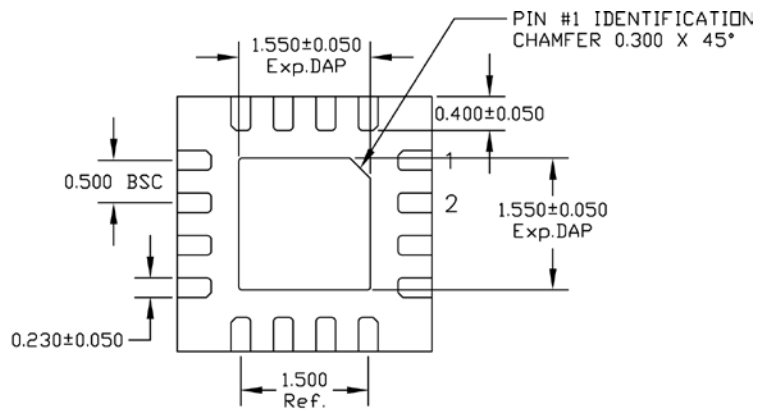 PIN #1 IDENTIFICATION
CHAMFER 0.300 X 45°
1.550±0.050
Exp.DAP
0.400±0.050
1
0.500 BSC
2
1.550±0.050
Exp.DAP
0.230±0.050
1.500
Ref.